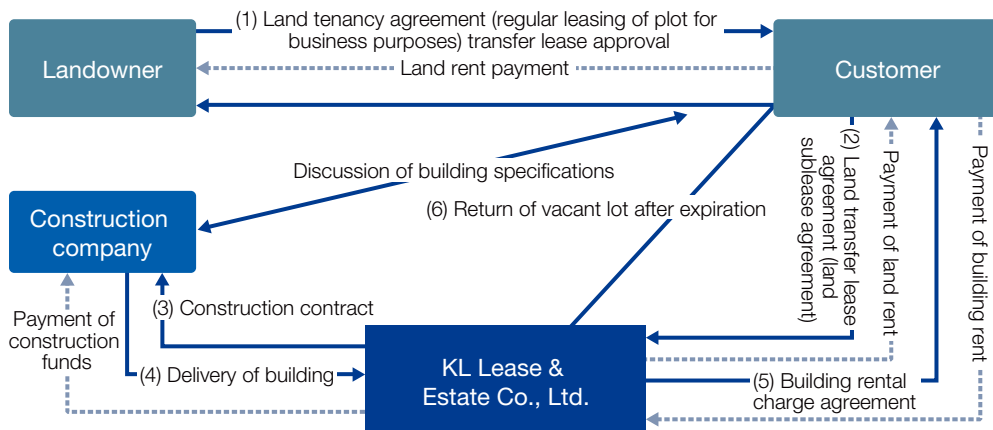 (1) Land tenancy agreement (regular leasing of plot for
business purposes) transfer lease approval
Landowner
Customer
Land rent payment
Discussion of building specifications
(6) Return of vacant lot after expiration
(2) Land transfer lease
agreement (land
sublease agreement)
Payment of land rent
Payment of building rent
Construction
company
(3) Construction contract
Payment of
construction
funds
(4) Delivery of building
KL Lease &
Estate Co., Ltd.
(5) Building rental
charge agreement